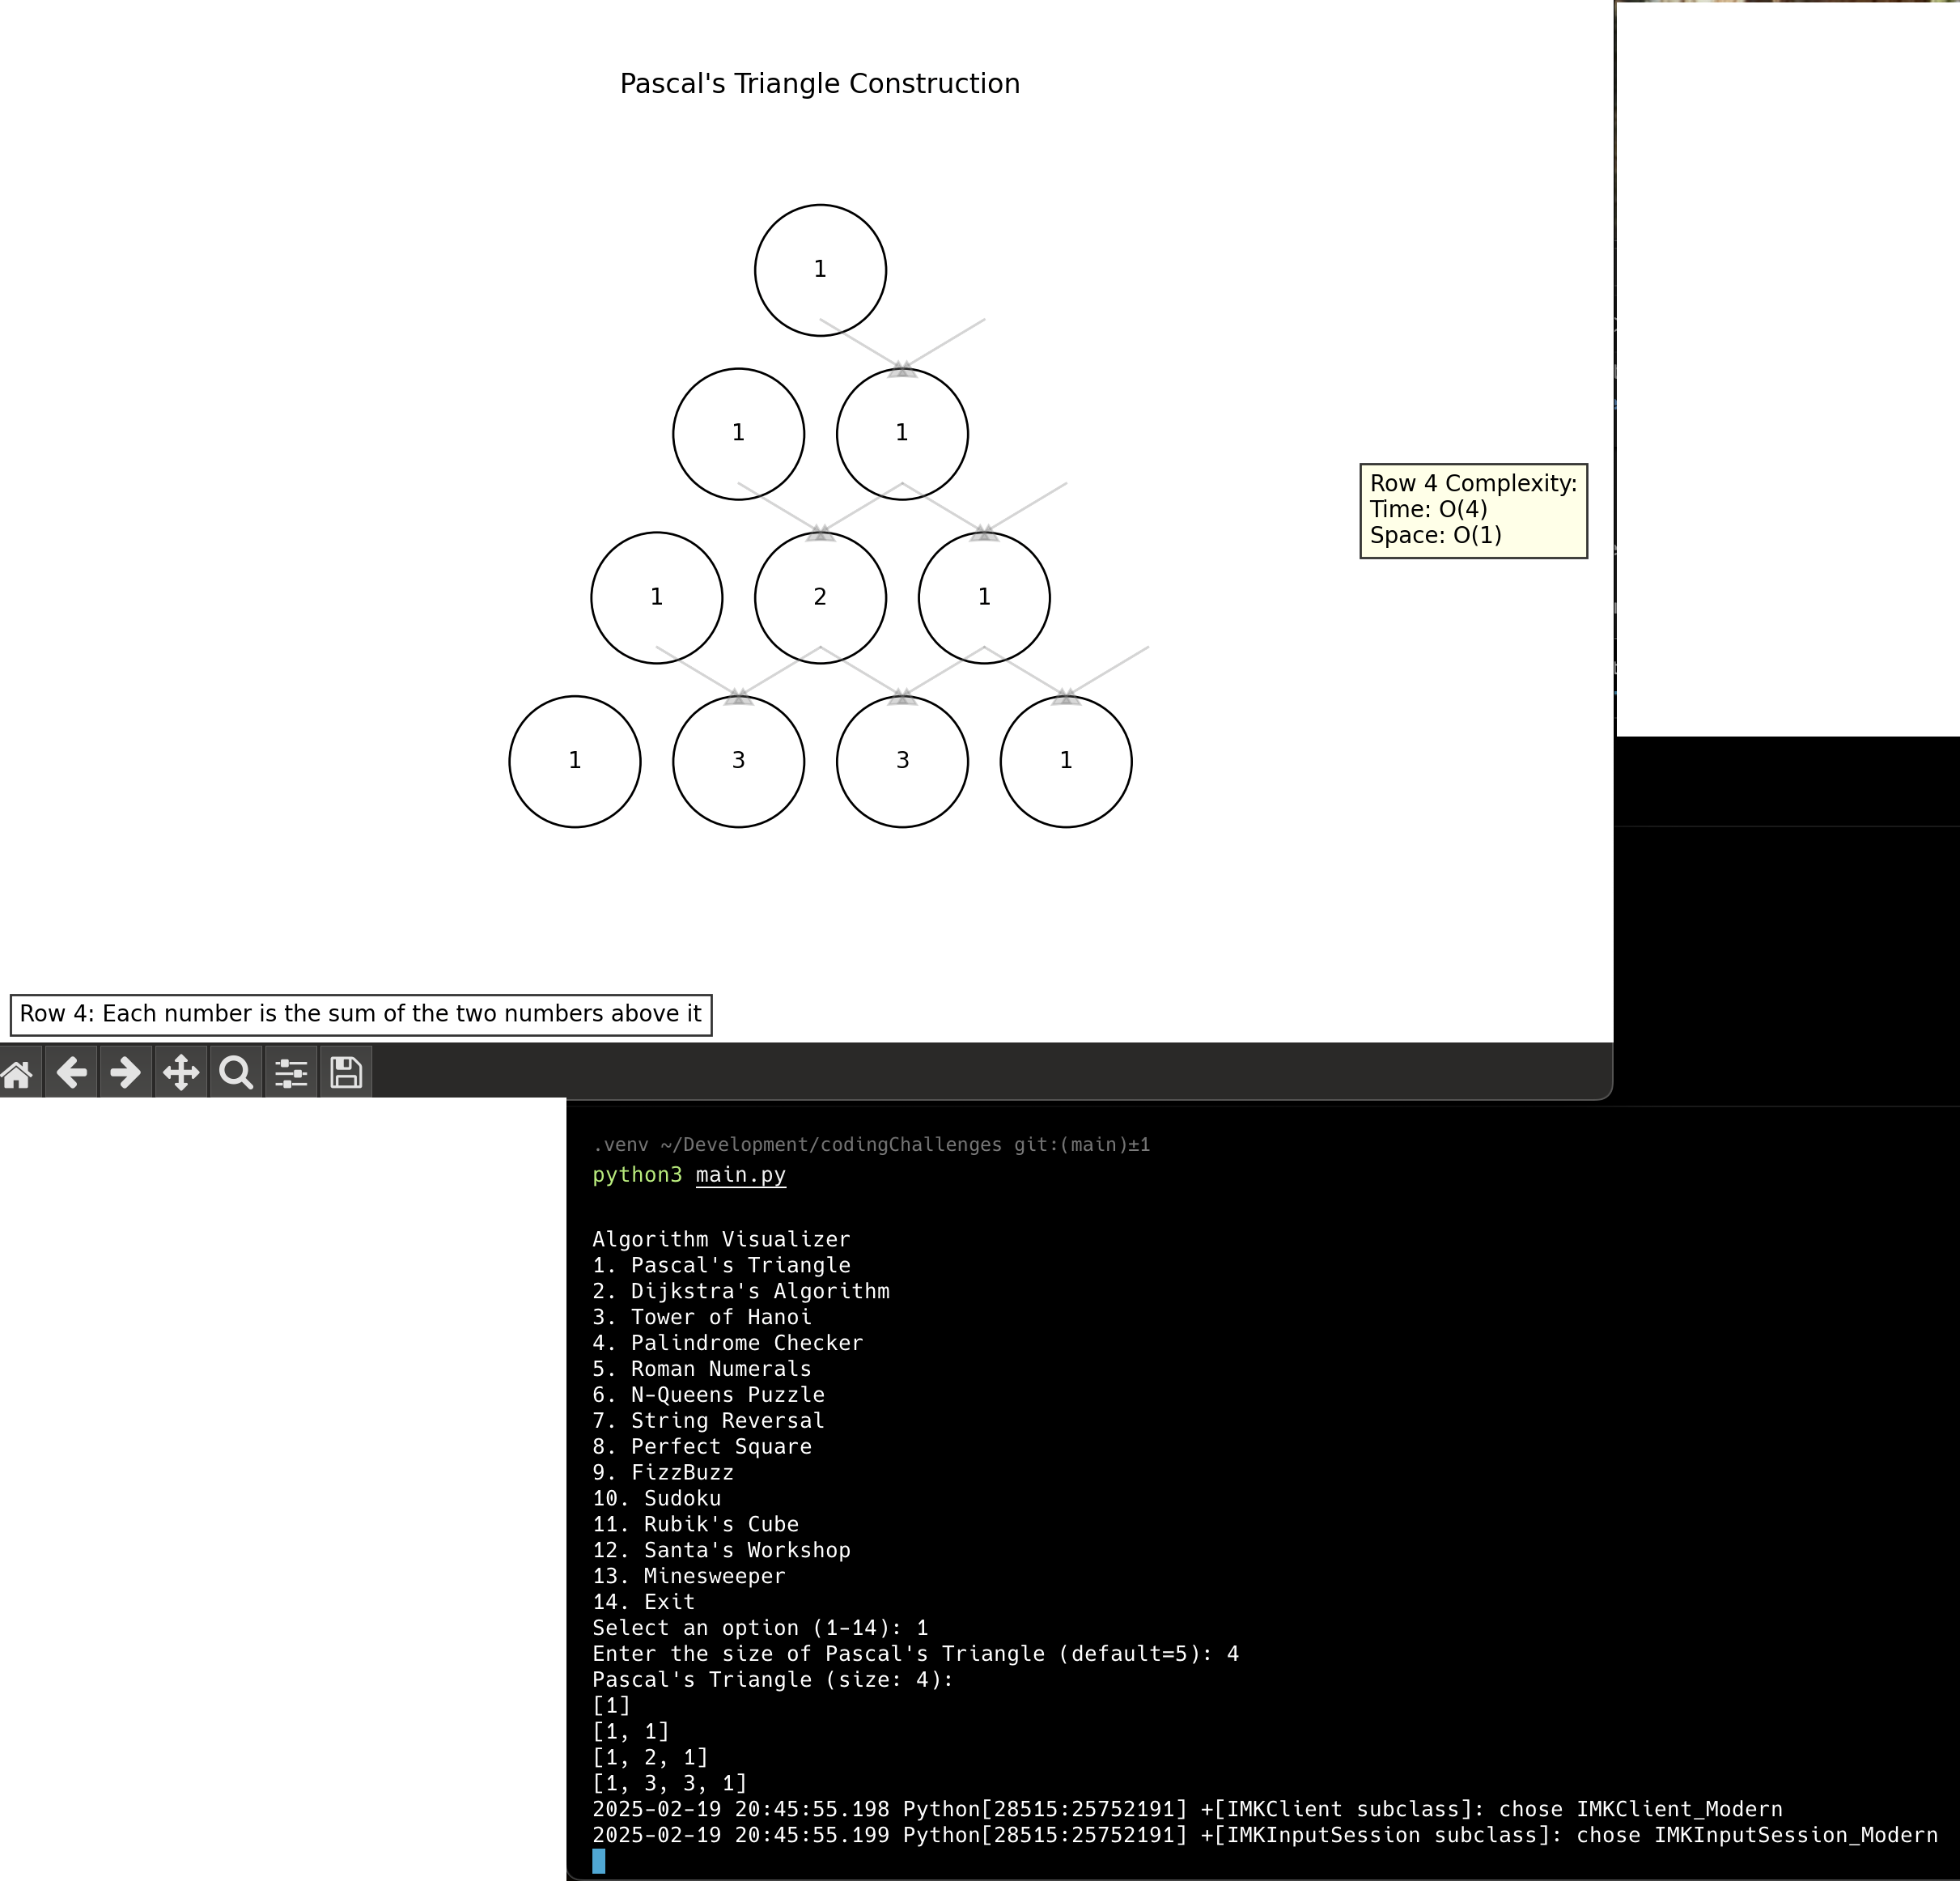 Pascal's Triangle Construction
1
1 1
Row 4 Complexity:
Time: O(4)
Space: O(1)
1 2 1
1 3 3 1
Row 4: Each number is the sum of the two numbers above it
.venv ~/Development/codingChallenges git:(main)±1
python3 main.py
Algorithm Visualizer
1. Pascal's Triangle
2. Dijkstra's Algorithm
3. Tower of Hanoi
4. Palindrome Checker
5. Roman Numerals
6. N-Queens Puzzle
7. String Reversal
8. Perfect Square
9. FizzBuzz
10. Sudoku
11. Rubik's Cube
12. Santa's Workshop
13. Minesweeper
14. Exit
Select an option (1-14): 1
Enter the size of Pascal's Triangle (default=5): 4
Pascal's Triangle (size: 4):
[1]
[1, 1]
[1, 2, 1]
[1, 3, 3, 1]
2025-02-19 20:45:55.198 Python[28515:25752191] +[IMKClient subclass]: chose IMKClient_Modern
2025-02-19 20:45:55.199 Python[28515:25752191] +[IMKInputSession subclass]: chose IMKInputSession_Modern